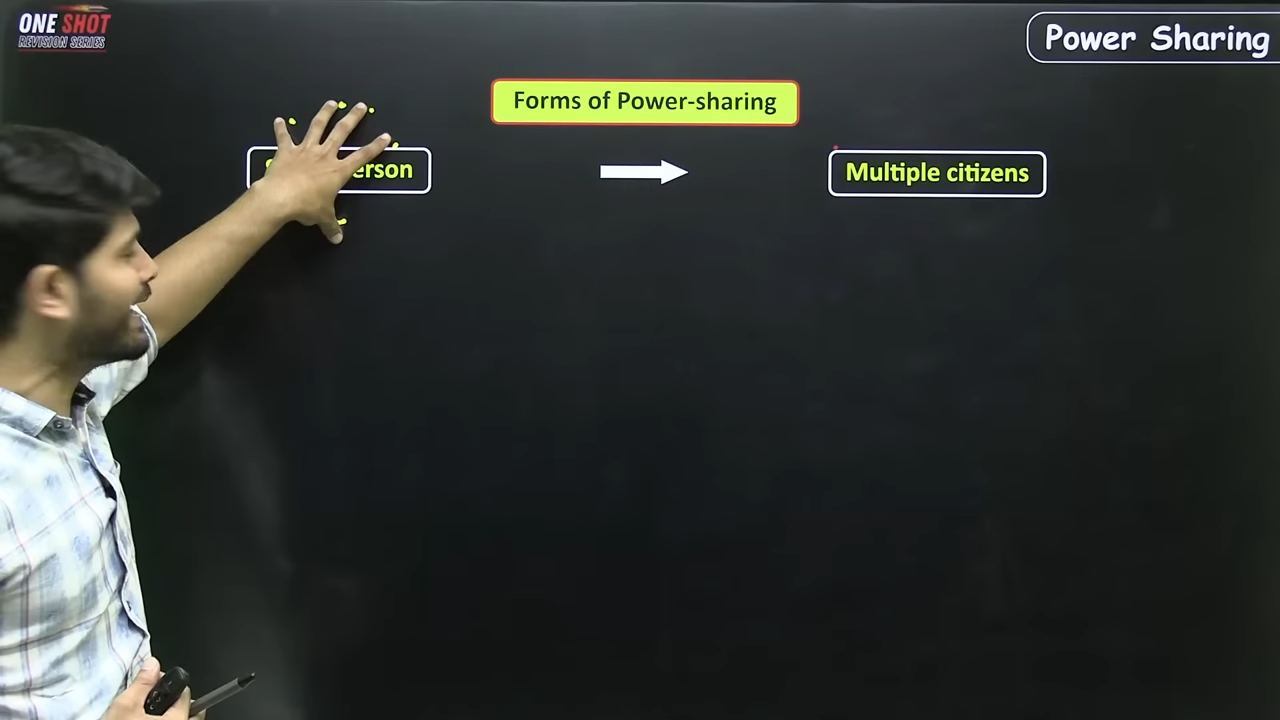 ONE SHOT
REVISION SERIES
Power Sharing
Forms of Power-sharing
Multiple citizens